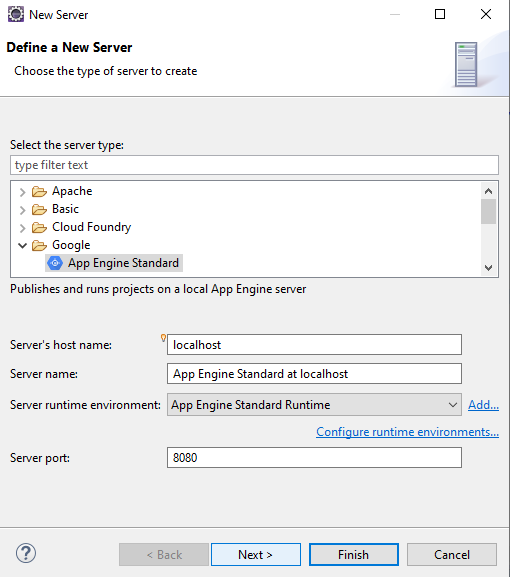 New Server
Define a New Server
Choose the type of server to create
Select the server type:
type filter text
Apache
Basic
Cloud Foundry
Google
App Engine Standard
Publishes and runs projects on a local App Engine server
Server's host name: localhost
Server name: App Engine Standard at localhost
Server runtime environment: App Engine Standard Runtime Add...
Configure runtime environments...
Server port: 8080
? < Back Next > Finish Cancel